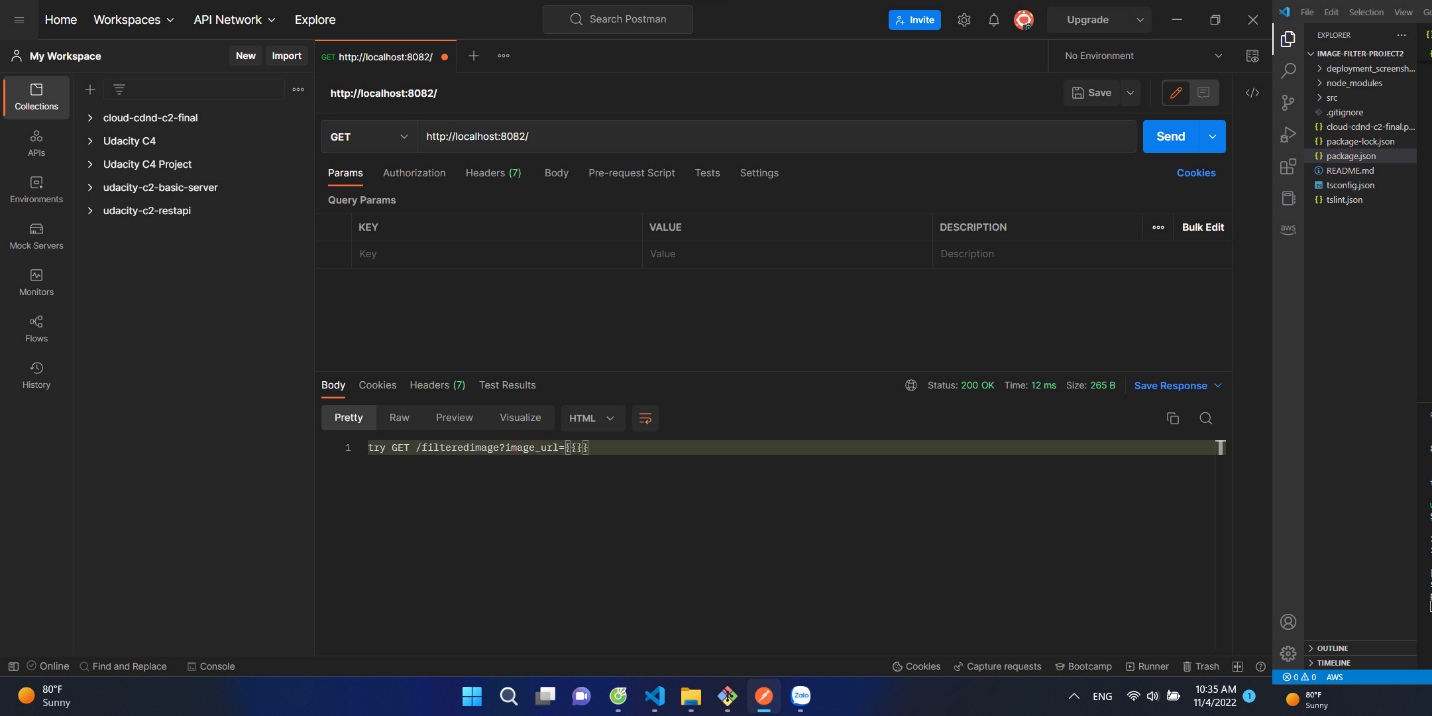 Home Workspaces API Network Explore Search Postman Invite Upgrade
File Edit Selection View
My Workspace New Import
GET http://localhost:8082/ No Environment
EXPLORER
IMAGE-FILTER-PROJECT2
deployment_screensh...
node_modules
src
.gitignore
cloud-cdnd-c2-final.p...
package-lock.json
package.json
README.md
tsconfig.json
tslint.json
aws
Collections
APIs
Environments
Mock Servers
Monitors
Flows
History
cloud-cdnd-c2-final
Udacity C4
Udacity C4 Project
udacity-c2-basic-server
udacity-c2-restapi
http://localhost:8082/ Save
GET http://localhost:8082/ Send
Params Authorization Headers (7) Body Pre-request Script Tests Settings Cookies
Query Params
KEY VALUE DESCRIPTION Bulk Edit
Key Value Description
Body Cookies Headers (7) Test Results Status: 200 OK Time: 12 ms Size: 265 B Save Response
Pretty Raw Preview Visualize HTML
1 try GET /filteredimage?image_url={{}}
OUTLINE
TIMELINE
0 0 AWS
Online Find and Replace Console Cookies Capture requests Bootcamp Runner Trash
80°F
Sunny
Zalo
ENG
10:35 AM
11/4/2022
1
80°F
Sunny